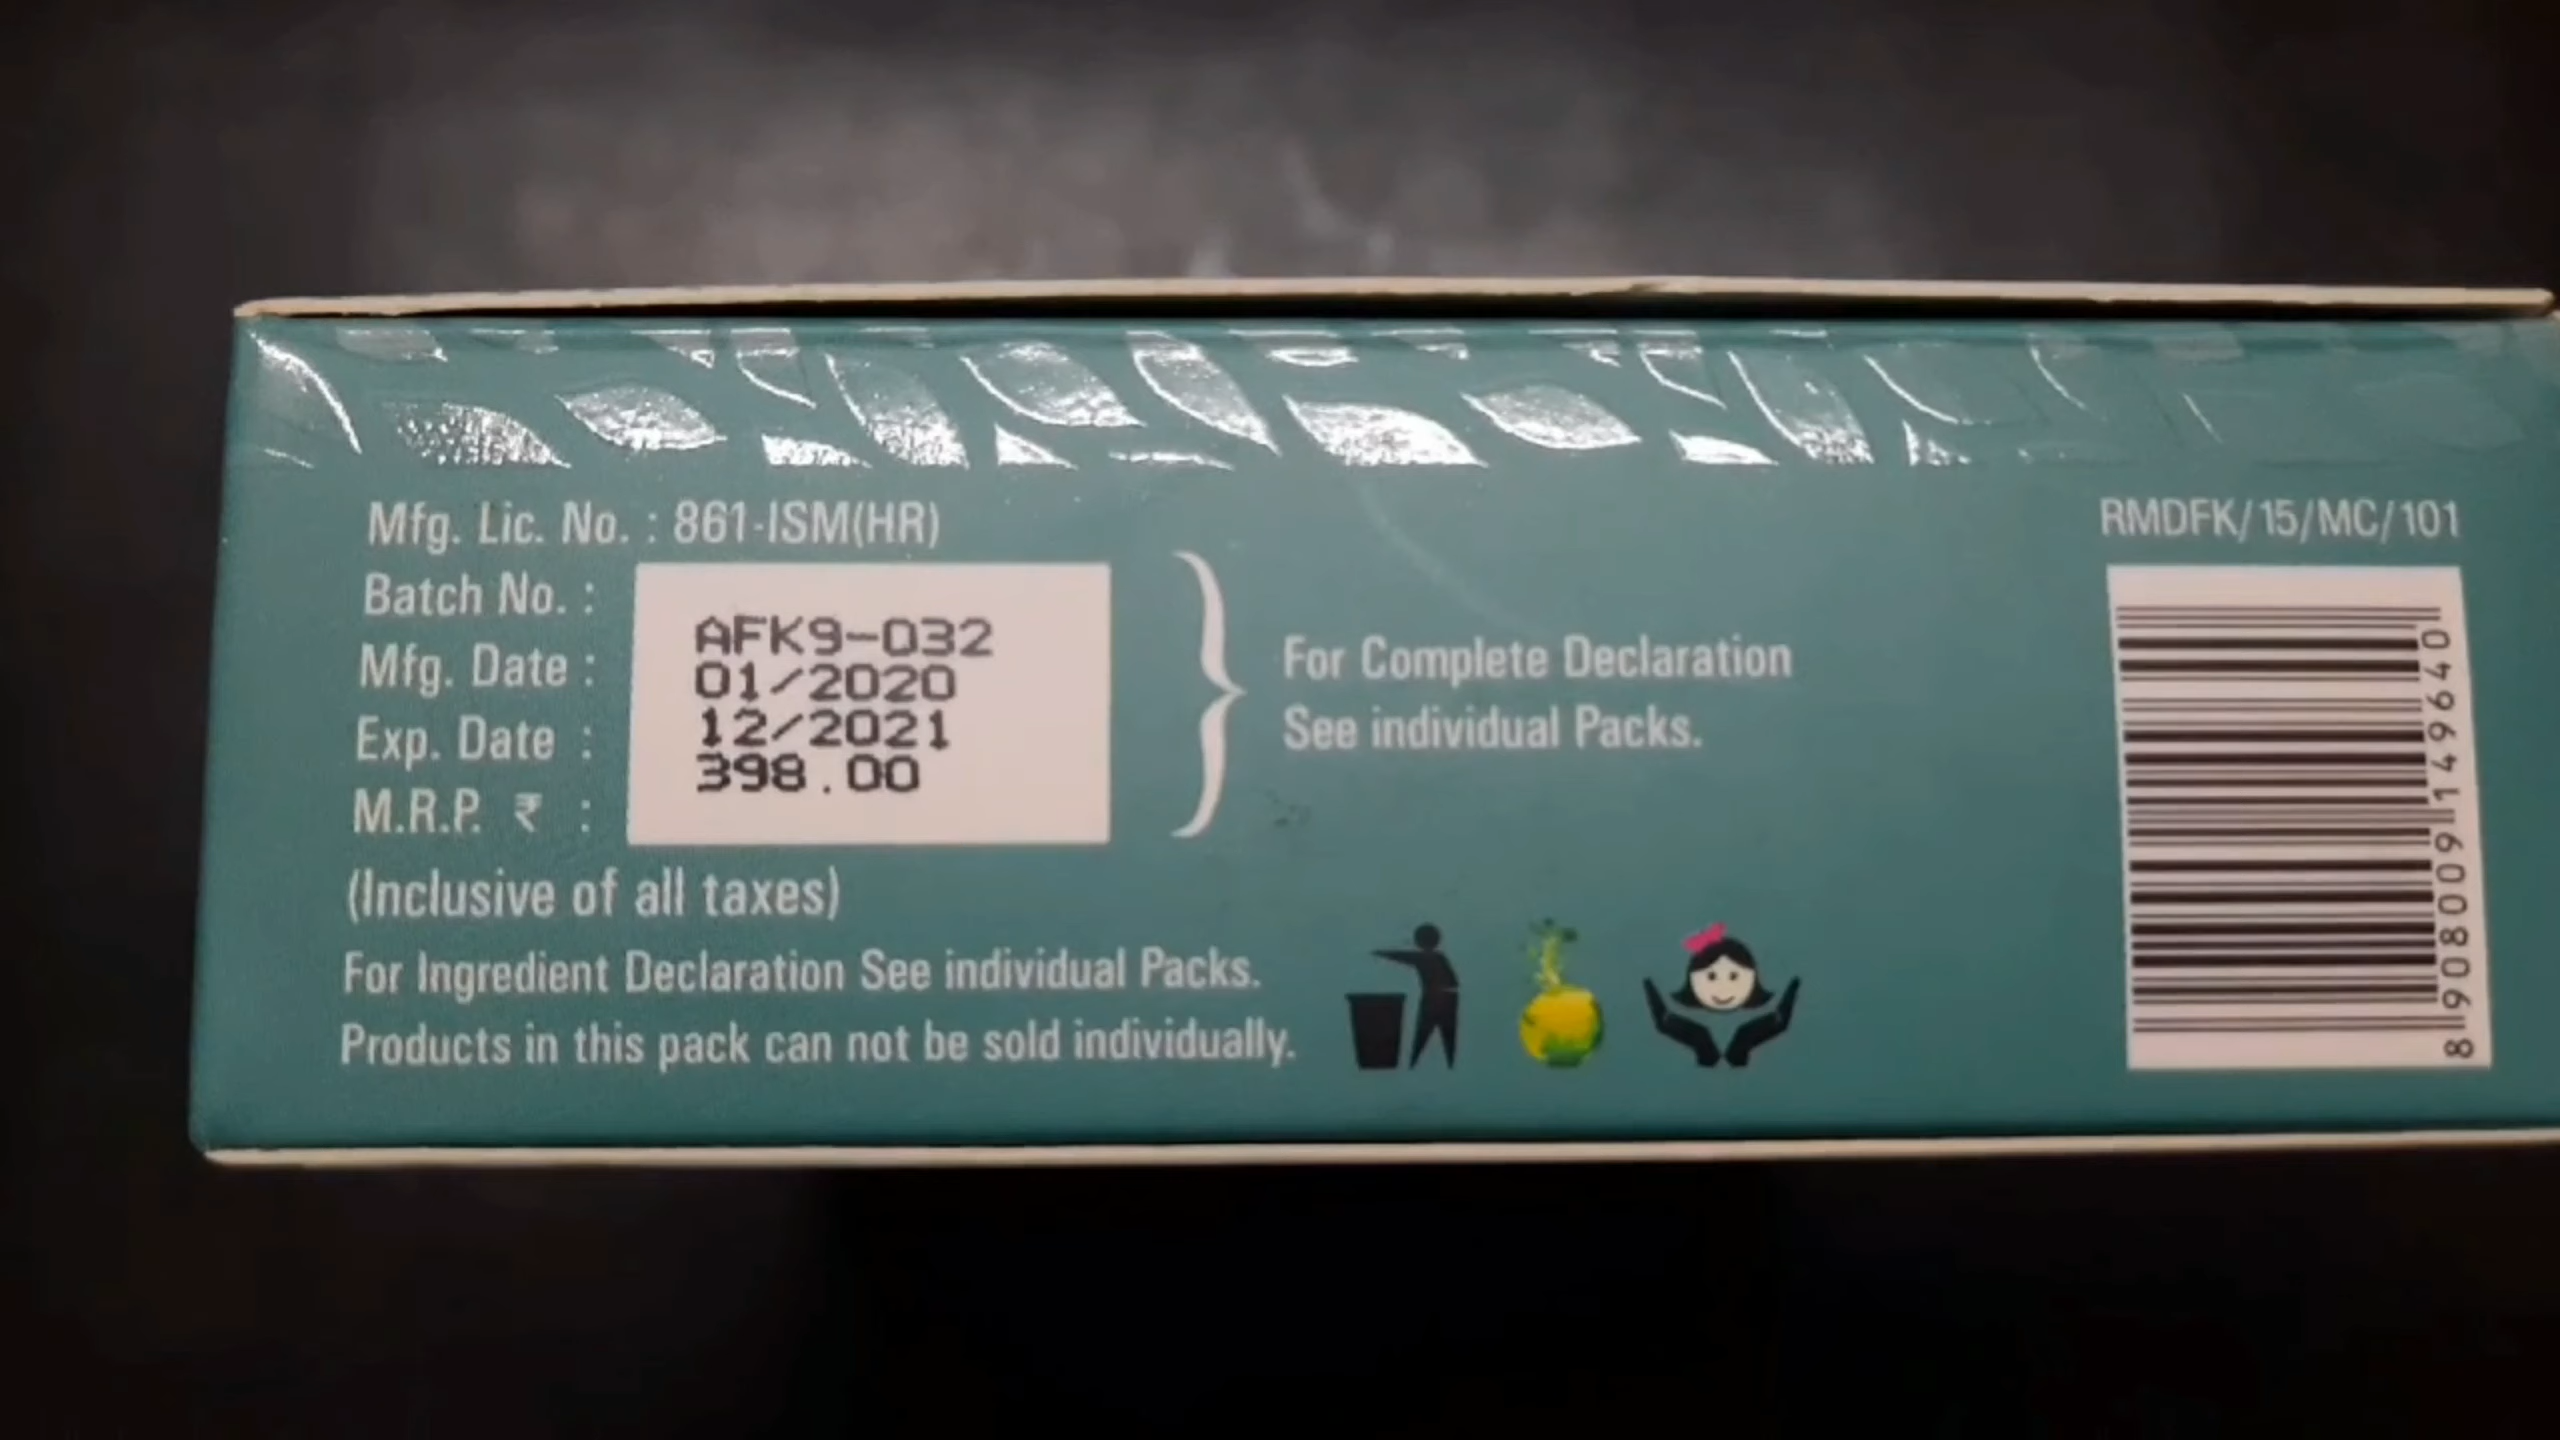 Mfg. Lic. No. : 861-ISM(HR)
Batch No. : AFK9-032
Mfg. Date : 01/2020
Exp. Date : 12/2021
M.R.P. ₹ : 398.00
(Inclusive of all taxes)
For Ingredient Declaration See individual Packs.
Products in this pack can not be sold individually.
For Complete Declaration
See individual Packs.
RMDFK/15/MC/101
8 908009 149640